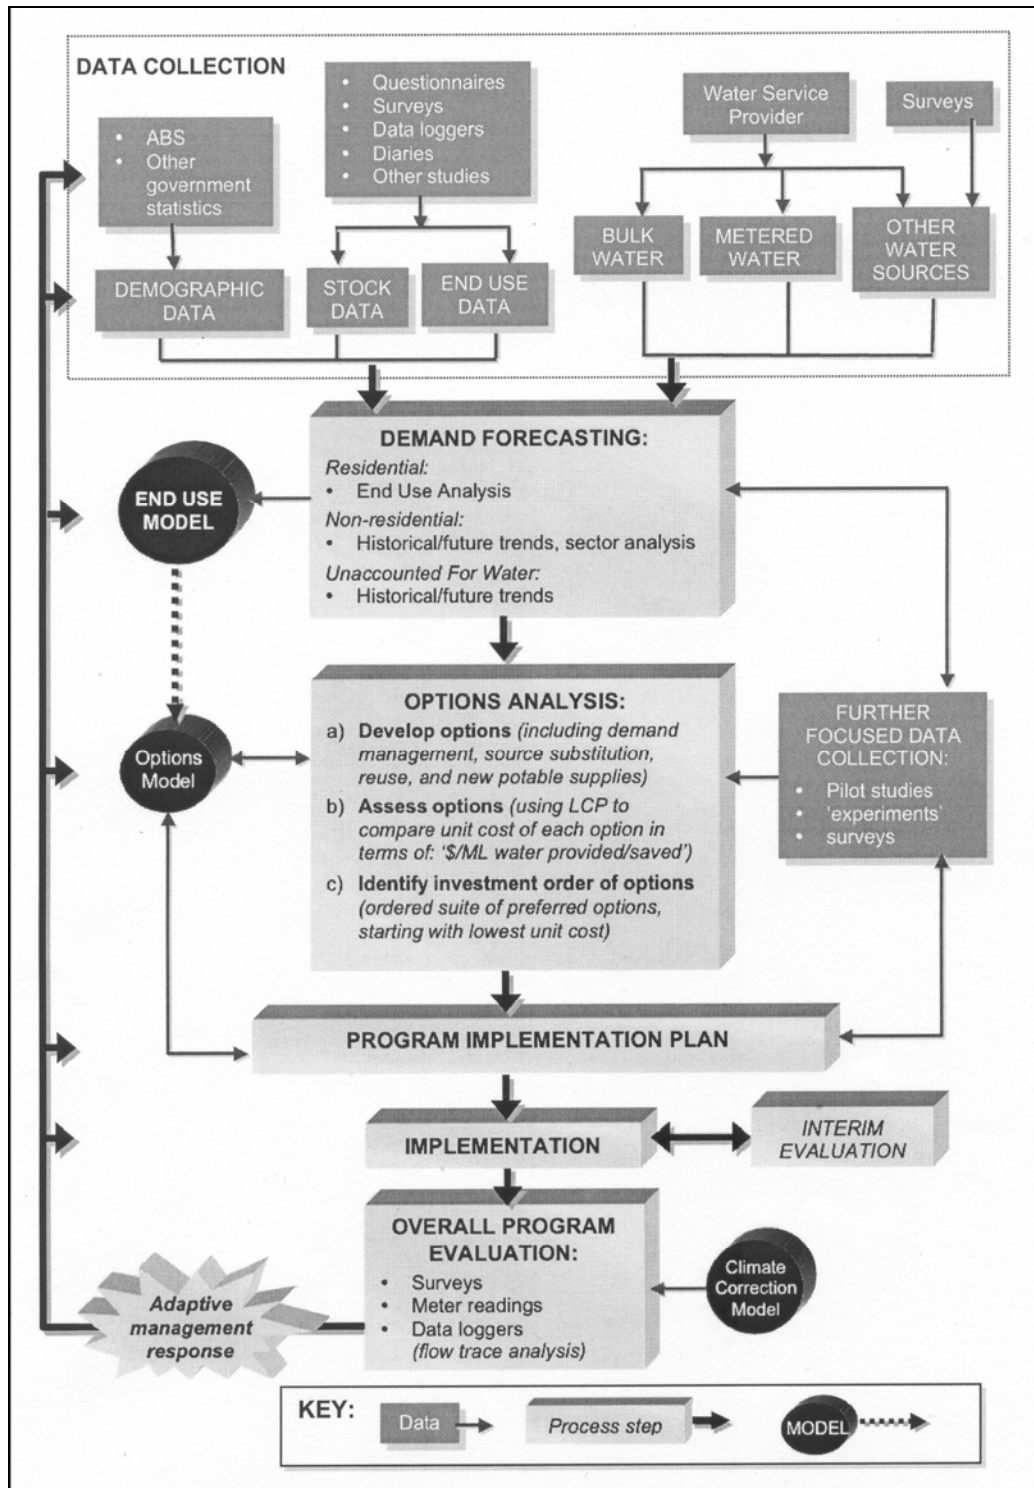 DATA COLLECTION
• ABS
• Other
government
statistics
• Questionnaires
• Surveys
• Data loggers
• Diaries
• Other studies
Water Service
Provider
Surveys
DEMOGRAPHIC
DATA
STOCK
DATA
END USE
DATA
BULK
WATER
METERED
WATER
OTHER
WATER
SOURCES
DEMAND FORECASTING:
Residential:
• End Use Analysis
Non-residential:
• Historical/future trends, sector analysis
Unaccounted For Water:
• Historical/future trends
END USE
MODEL
OPTIONS ANALYSIS:
a) Develop options (including demand
management, source substitution,
reuse, and new potable supplies)
b) Assess options (using LCP to
compare unit cost of each option in
terms of: ‘$/ML water provided/saved’)
c) Identify investment order of options
(ordered suite of preferred options,
starting with lowest unit cost)
Options
Model
FURTHER
FOCUSED DATA
COLLECTION:
• Pilot studies
• ‘experiments’
• surveys
PROGRAM IMPLEMENTATION PLAN
IMPLEMENTATION
INTERIM
EVALUATION
OVERALL PROGRAM
EVALUATION:
• Surveys
• Meter readings
• Data loggers
(flow trace analysis)
Climate
Correction
Model
Adaptive
management
response
KEY:
Data
Process step
MODEL